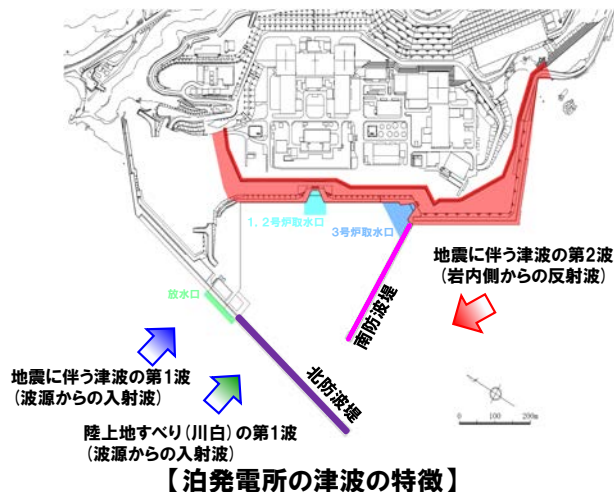 1，2号炉取水口
3号炉取水口
地震に伴う津波の第2波
(岩内側からの反射波)
放水口
南防波堤
地震に伴う津波の第1波
(波源からの入射波)
北防波堤
陸上地すべり(川白)の第1波
(波源からの入射波)
0 100 200m
【泊発電所の津波の特徴】